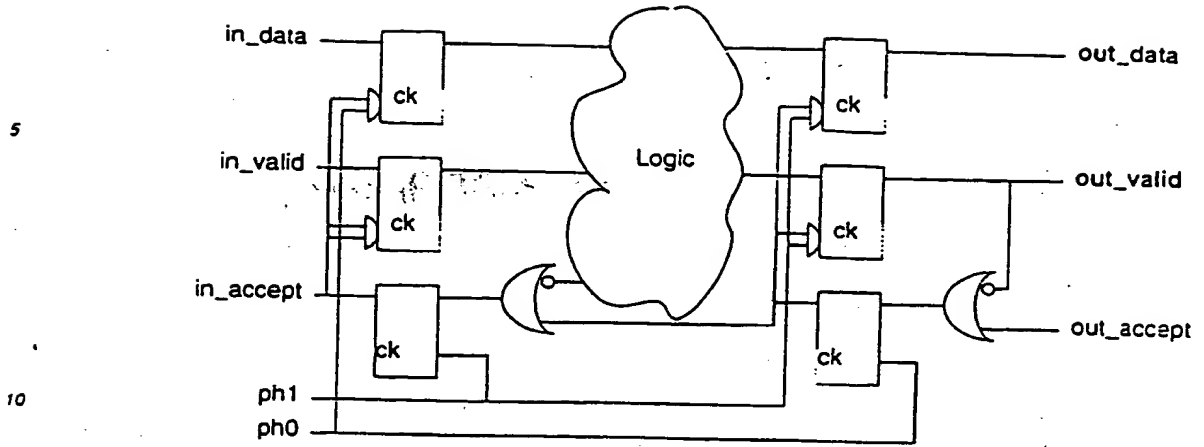 in_data
ck
ck
out_data
5
in_valid
Logic
out_valid
ck
ck
in_accept
out_accept
ck
ck
10
ph1
ph0